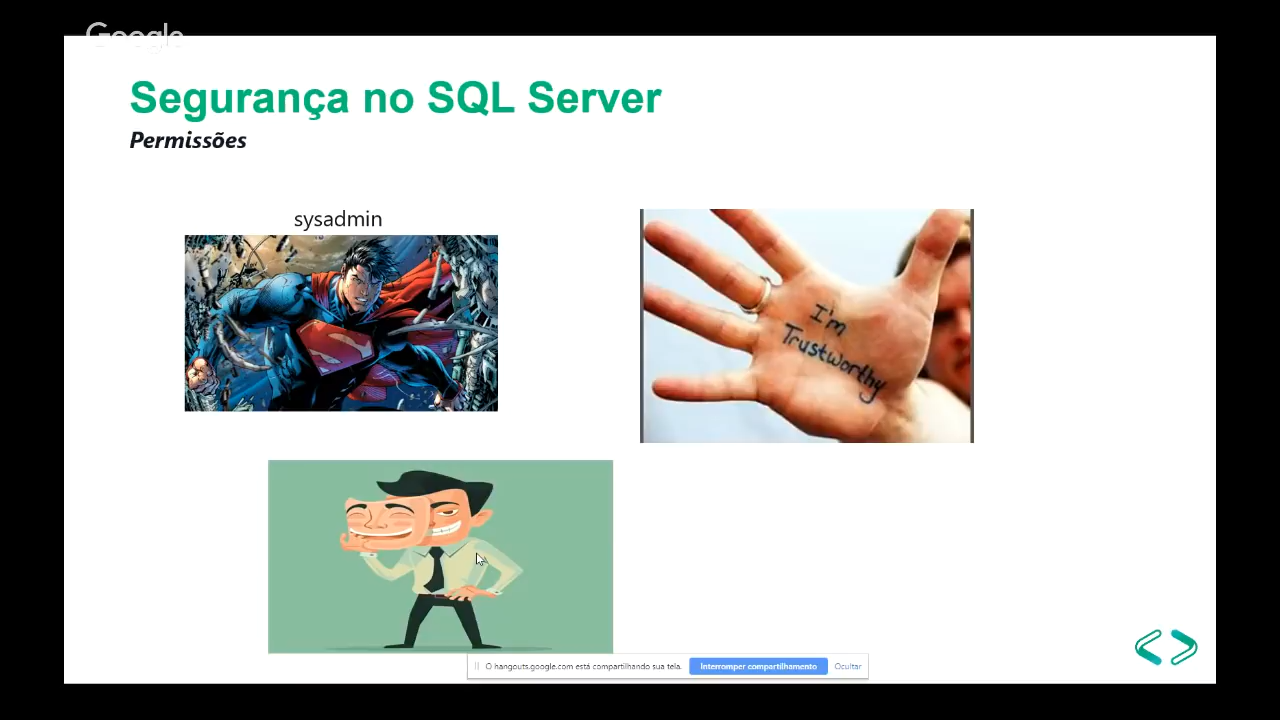 Google
Segurança no SQL Server
Permissões
sysadmin
I'm
Trustworthy
O hangouts.google.com está compartilhando sua tela.
Interromper compartilhamento
Ocultar